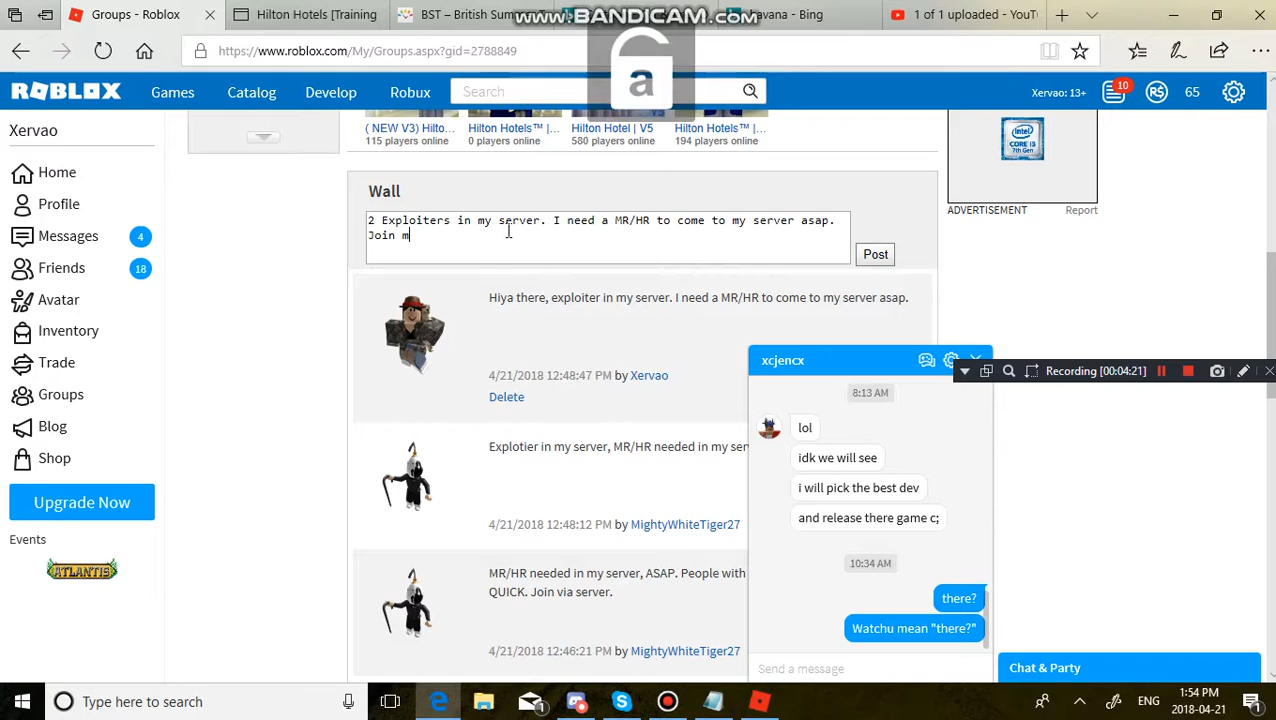 Groups - Roblox
Hilton Hotels [Training
BST – British Summ
www.BANDICAM.com
avana - Bing
1 of 1 uploaded - YouT
https://www.roblox.com/My/Groups.aspx?gid=2788849
a
ROBLOX
Games
Catalog
Develop
Robux
Search
Xervao: 13+
10
65
Xervao
( NEW V3) Hilto...
Hilton Hotels™ |...
Hilton Hotel | V5
Hilton Hotels™ |...
115 players online
0 players online
580 players online
194 players online
intel
CORE i3
7th Gen
ADVERTISEMENT
Report
Home
Profile
Messages
4
Friends
18
Avatar
Inventory
Trade
Groups
Blog
Shop
Upgrade Now
Events
ATLANTIS
Wall
2 Exploiters in my server. I need a MR/HR to come to my server asap.
Join m
Post
Hiya there, exploiter in my server. I need a MR/HR to come to my server asap.
4/21/2018 12:48:47 PM by Xervao
Delete
Explotier in my server, MR/HR needed in my ser
4/21/2018 12:48:12 PM by MightyWhiteTiger27
MR/HR needed in my server, ASAP. People with
QUICK. Join via server.
4/21/2018 12:46:21 PM by MightyWhiteTiger27
xcjencx
Recording [00:04:21]
8:13 AM
lol
idk we will see
i will pick the best dev
and release there game c;
10:34 AM
there?
Watchu mean "there?"
Send a message
Chat & Party
Type here to search
1
ENG
1:54 PM
2018-04-21
1